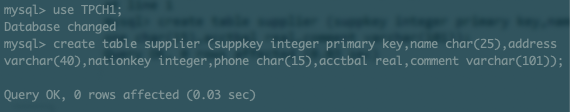 mysql> use TPCH1;
Database changed
mysql> create table supplier (suppkey integer primary key,name char(25),address
varchar(40),nationkey integer,phone char(15),acctbal real,comment varchar(101));
Query OK, 0 rows affected (0.03 sec)